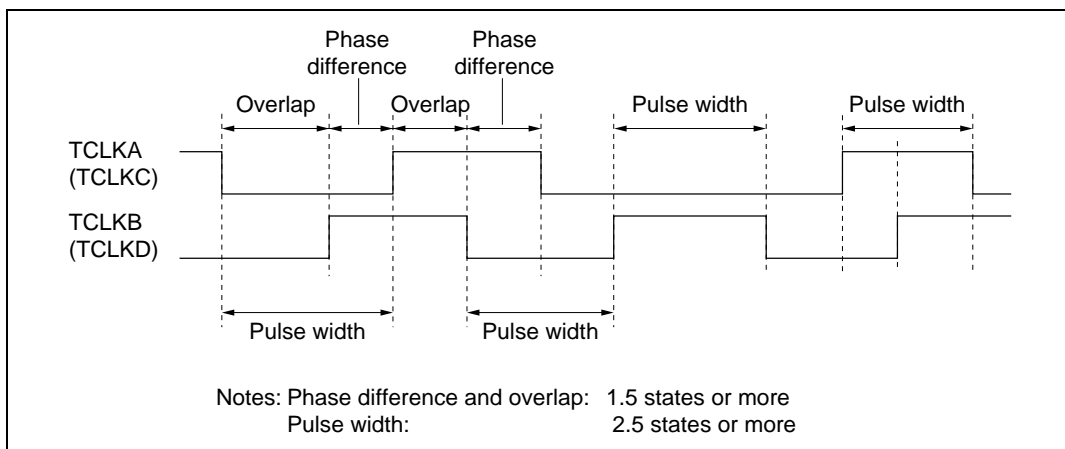 Phase difference
Phase difference
Overlap
Overlap
Pulse width
Pulse width
TCLKA
(TCLKC)
TCLKB
(TCLKD)
Pulse width
Pulse width
Notes: Phase difference and overlap: 1.5 states or more
Pulse width: 2.5 states or more